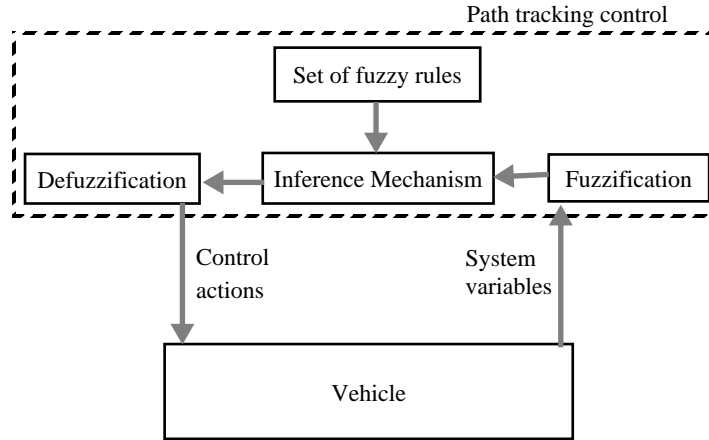 Path tracking control
Set of fuzzy rules
Defuzzification
Inference Mechanism
Fuzzification
Control
actions
System
variables
Vehicle